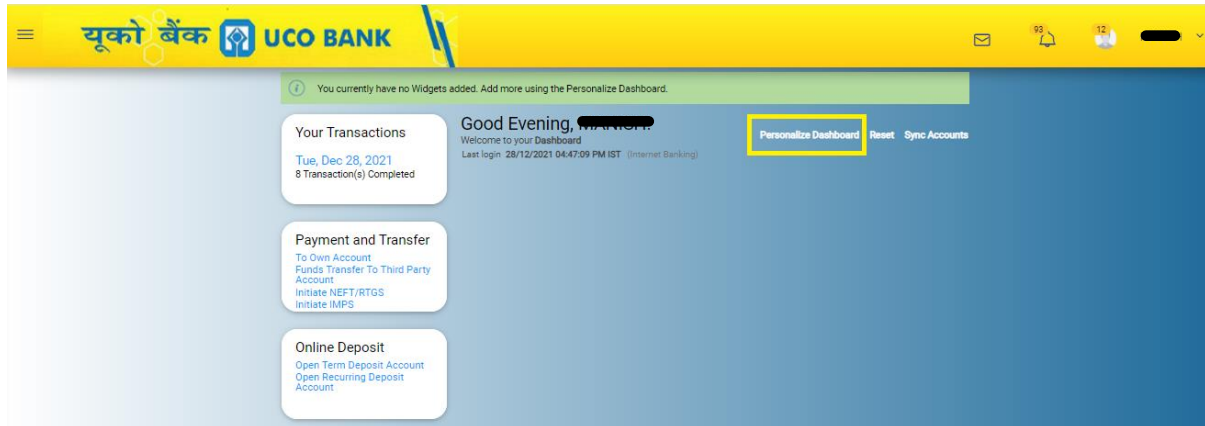 यूको बैंक UCO BANK
93
12
You currently have no Widgets added. Add more using the Personalize Dashboard.
Your Transactions
Tue, Dec 28, 2021
8 Transaction(s) Completed
Good Evening,
Welcome to your Dashboard
Last login 28/12/2021 04:47:09 PM IST (Internet Banking)
Personalize Dashboard Reset Sync Accounts
Payment and Transfer
To Own Account
Funds Transfer To Third Party
Account
Initiate NEFT/RTGS
Initiate IMPS
Online Deposit
Open Term Deposit Account
Open Recurring Deposit
Account